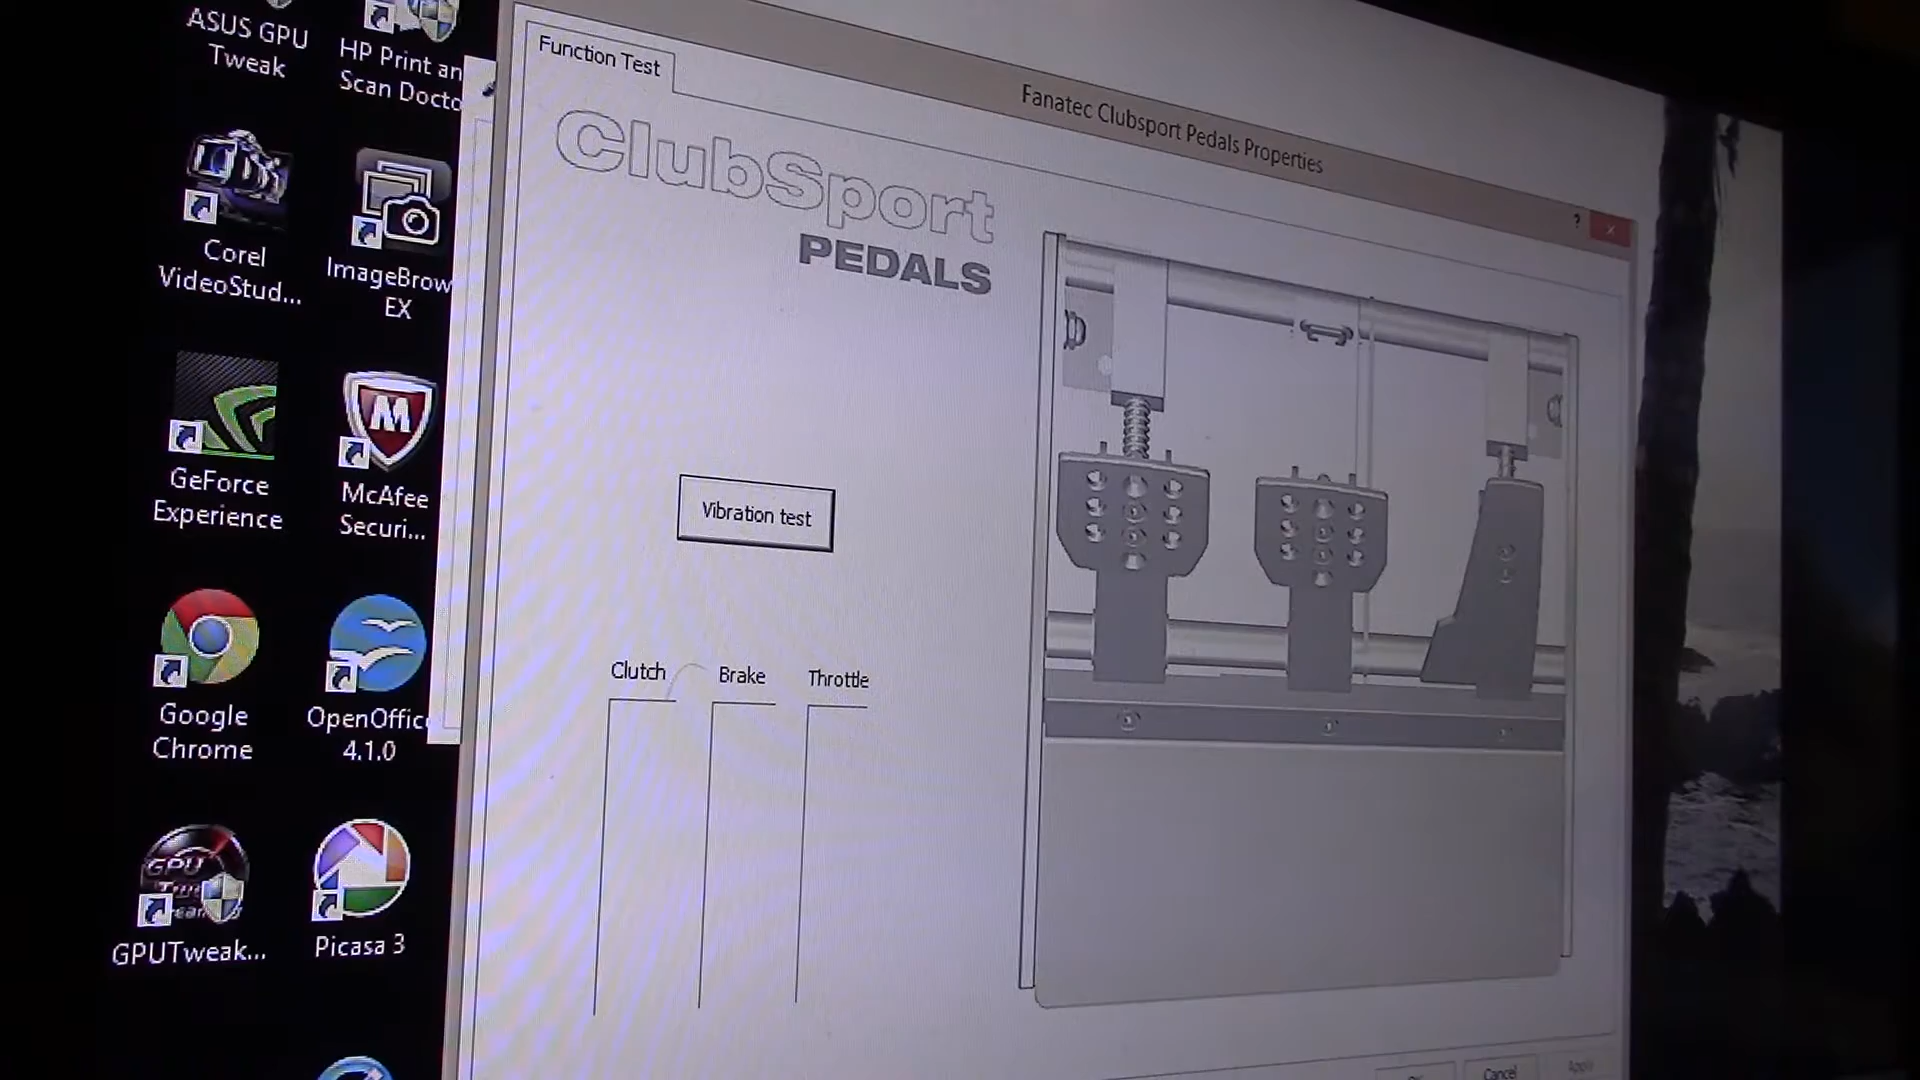 ASUS GPU
Tweak
HP Print an
Scan Docto
Corel
VideoStud...
ImageBrow
EX
GeForce
Experience
McAfee
Securi...
Google
Chrome
OpenOffic
4.1.0
GPUTweak...
Picasa 3
Function Test
Fanatec Clubsport Pedals Properties
?
x
ClubSport
PEDALS
Vibration test
Clutch
Brake
Throttle
Cancel
Apply